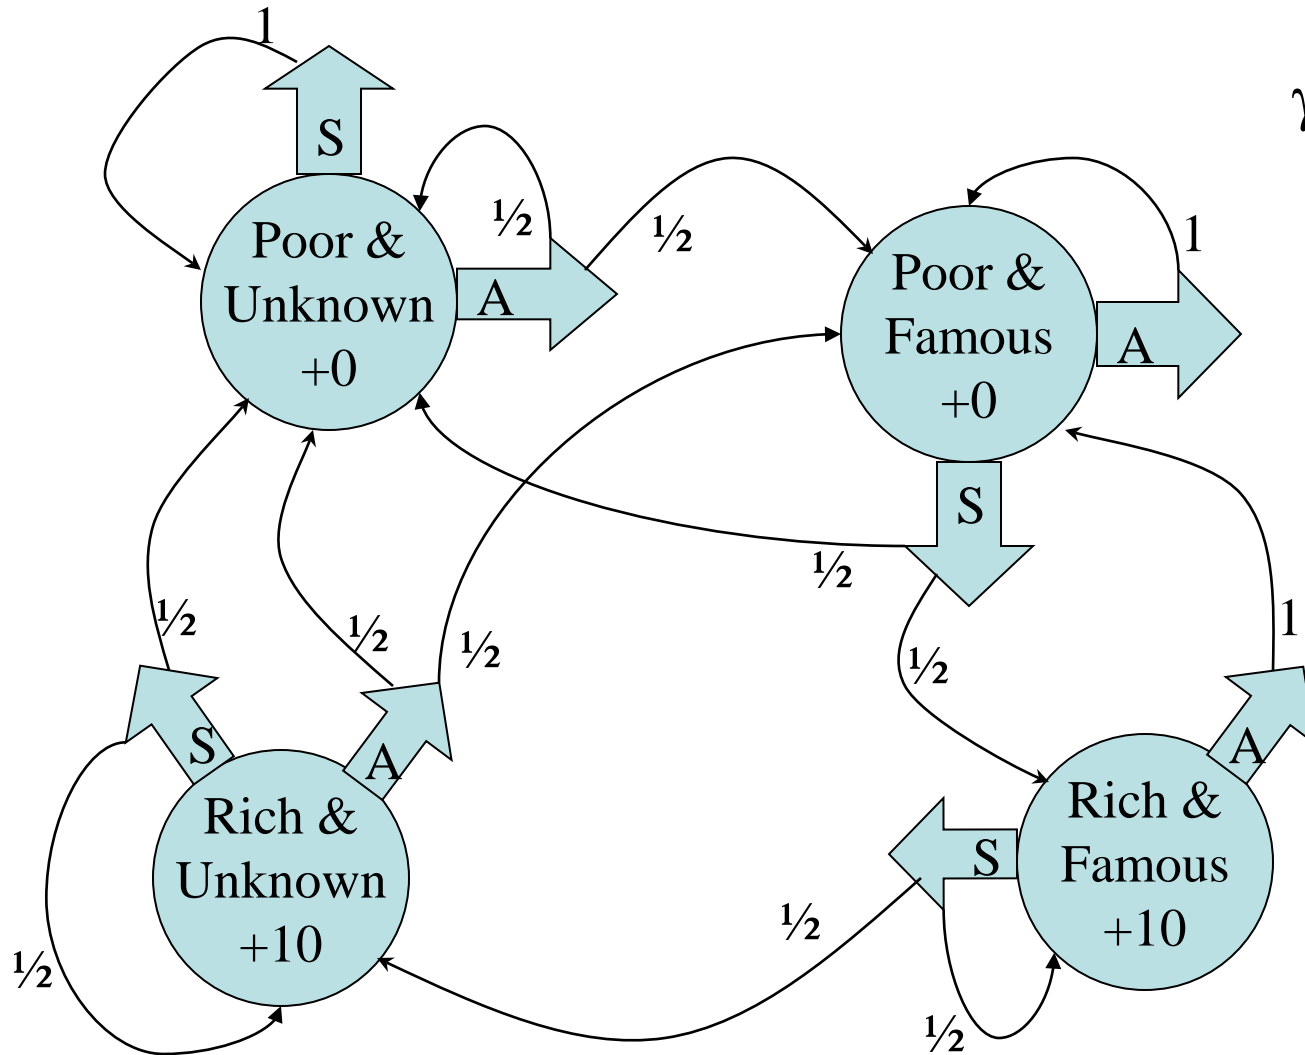 1
γ
S
½
½
1
Poor &
Unknown
+0
A
Poor &
Famous
+0
A
S
½
½
½
½
½
1
S
A
A
Rich &
Unknown
+10
S
Rich &
Famous
+10
½
½
½